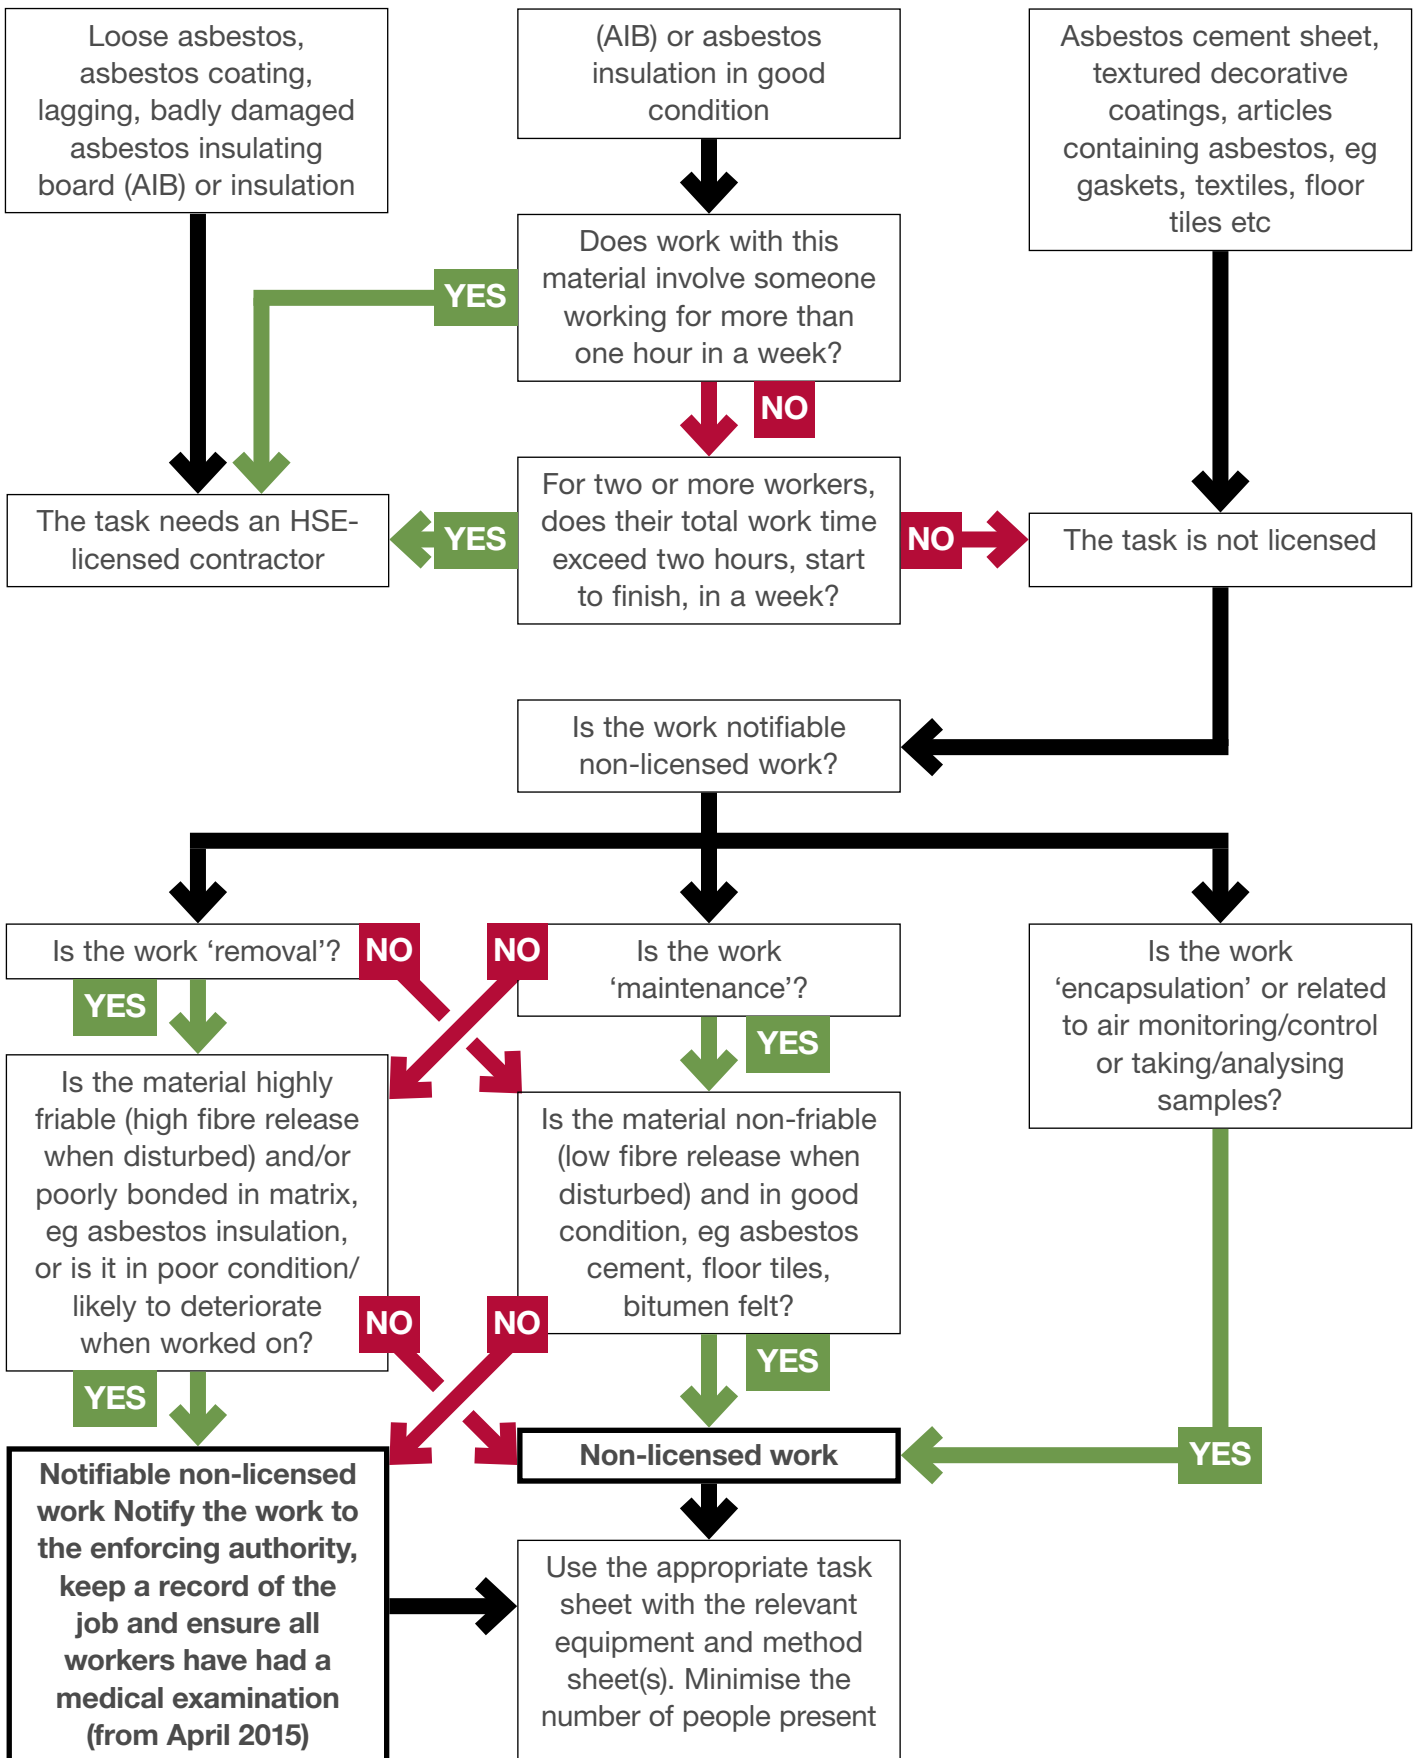 Loose asbestos,
asbestos coating,
lagging, badly damaged
asbestos insulating
board (AIB) or insulation
(AIB) or asbestos
insulation in good
condition
Asbestos cement sheet,
textured decorative
coatings, articles
containing asbestos, eg
gaskets, textiles, floor
tiles etc
Does work with this
material involve someone
working for more than
one hour in a week?
YES
NO
The task needs an HSE-
licensed contractor
YES
For two or more workers,
does their total work time
exceed two hours, start
to finish, in a week?
NO
The task is not licensed
Is the work notifiable
non-licensed work?
Is the work ‘removal’?
NO
YES
NO
Is the work
‘maintenance’?
YES
Is the work
‘encapsulation’ or related
to air monitoring/control
or taking/analysing
samples?
Is the material highly
friable (high fibre release
when disturbed) and/or
poorly bonded in matrix,
eg asbestos insulation,
or is it in poor condition/
likely to deteriorate
when worked on?
NO
YES
Is the material non-friable
(low fibre release when
disturbed) and in good
condition, eg asbestos
cement, floor tiles,
bitumen felt?
NO
YES
YES
Notifiable non-licensed
work Notify the work to
the enforcing authority,
keep a record of the
job and ensure all
workers have had a
medical examination
(from April 2015)
Non-licensed work
Use the appropriate task
sheet with the relevant
equipment and method
sheet(s). Minimise the
number of people present